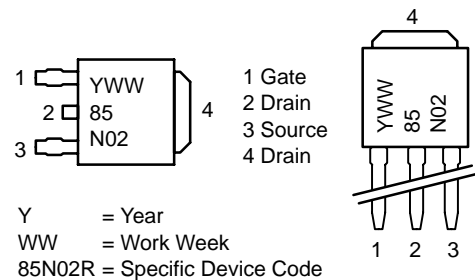 1
2
3
YWW
85
N02
4
1 Gate
2 Drain
3 Source
4 Drain
4
YWW
85
N02
1 2 3
Y = Year
WW = Work Week
85N02R = Specific Device Code